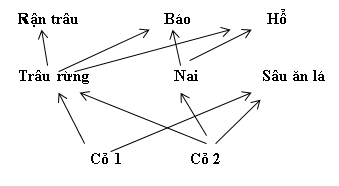 Rận trâu Báo Hổ
Trâu rừng Nai Sâu ăn lá
Cỏ 1 Cỏ 2